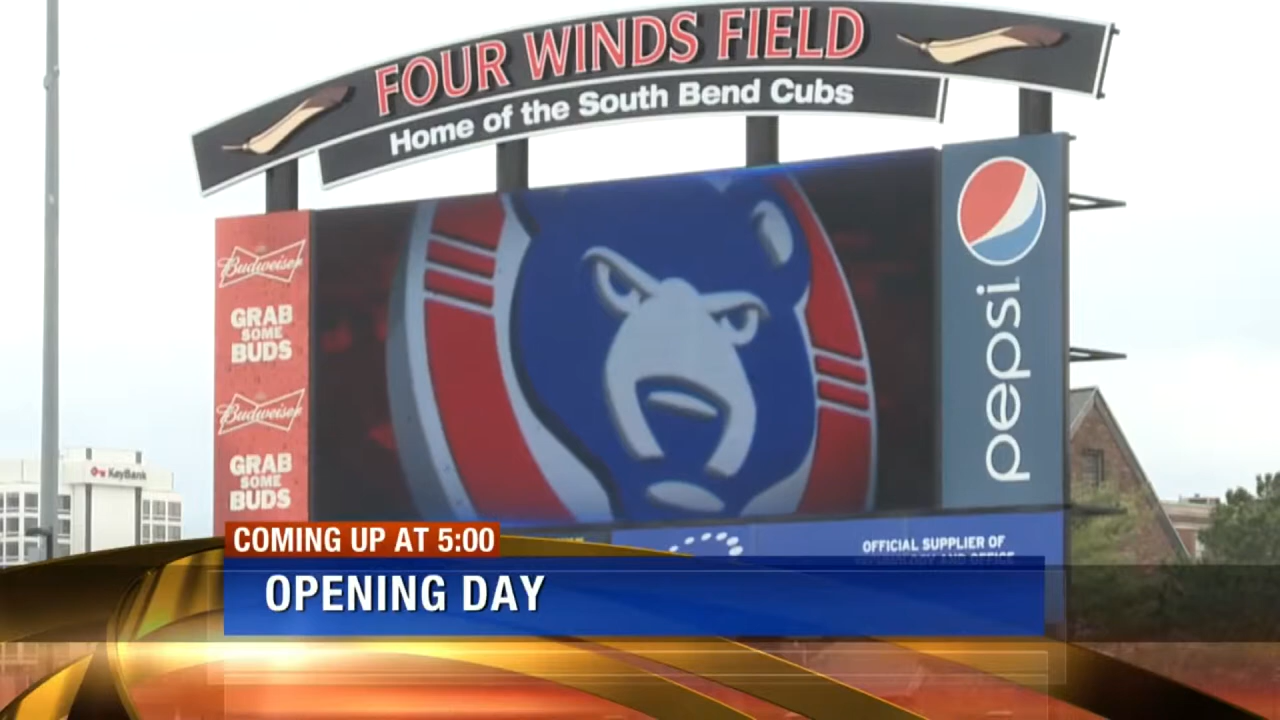 FOUR WINDS FIELD
Home of the South Bend Cubs
Budweiser
GRAB
SOME
BUDS
Budweiser
GRAB
SOME
BUDS
pepsi
KeyBank
OFFICIAL SUPPLIER OF
COMING UP AT 5:00
OPENING DAY